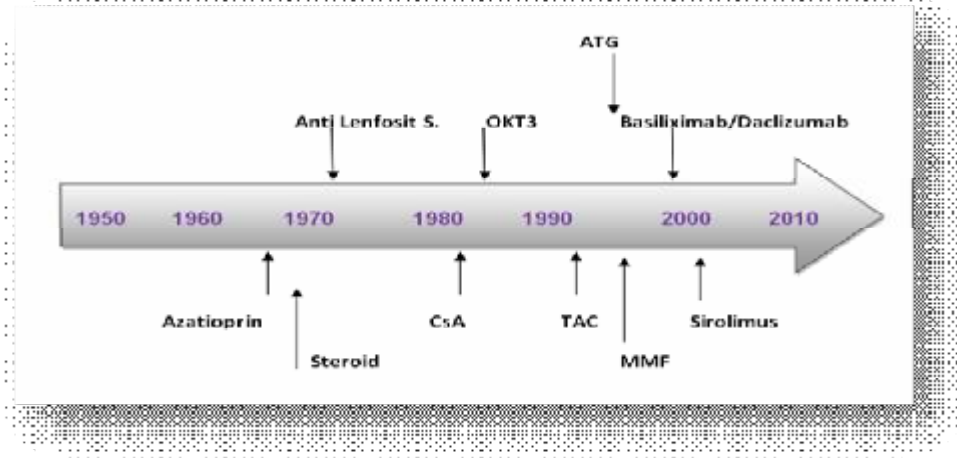 ATG
Anti Lenfosit S. OKT3 Basiliximab/Daclizumab
1950 1960 1970 1980 1990 2000 2010
Azatioprin CsA TAC Sirolimus
Steroid MMF